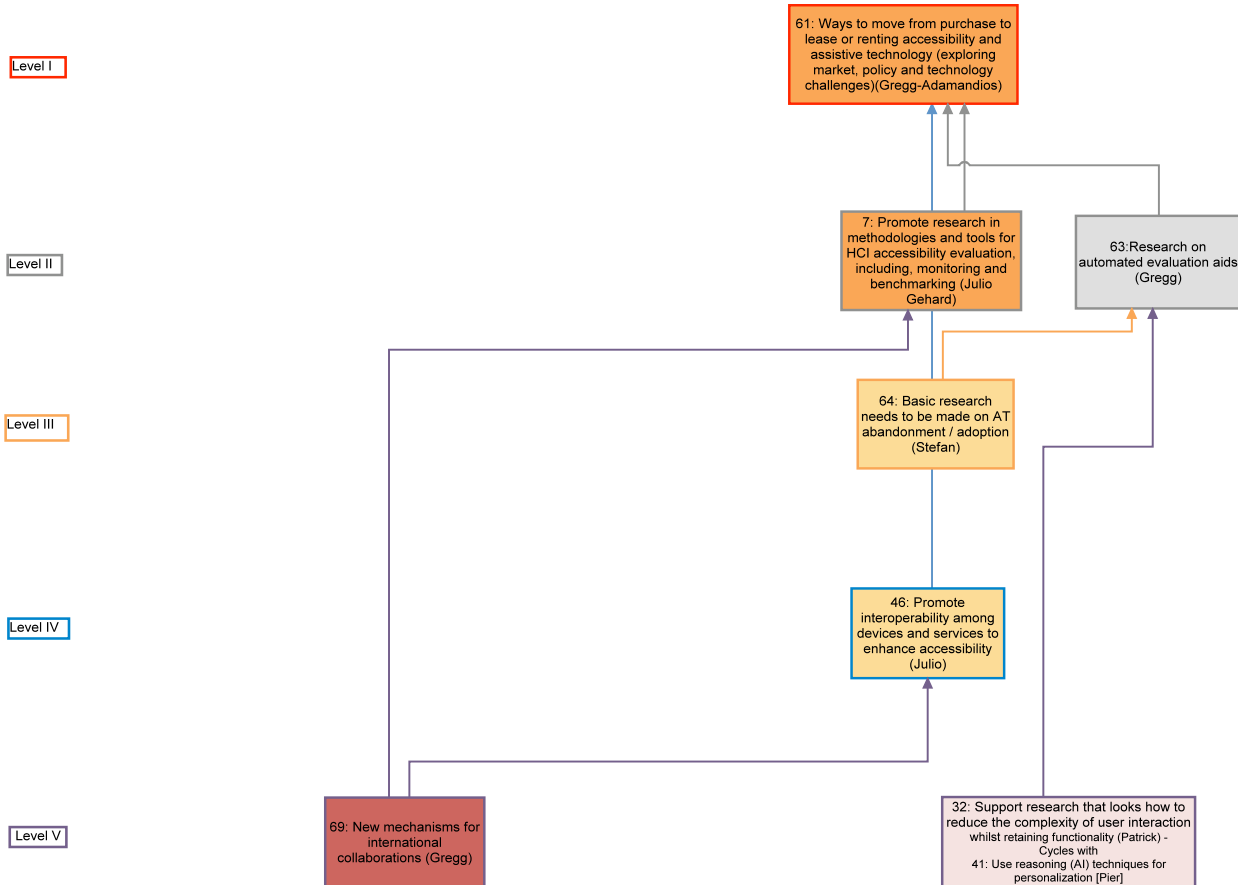 61: Ways to move from purchase to
lease or renting accessibility and
assistive technology (exploring
market, policy and technology
challenges)(Gregg-Adamandios)
Level I
7: Promote research in
methodologies and tools for
HCI accessibility evaluation,
including, monitoring and
benchmarking (Julio
Gehard)
63:Research on
automated evaluation aids
(Gregg)
Level II
64: Basic research
needs to be made on AT
abandonment / adoption
(Stefan)
Level III
46: Promote
interoperability among
devices and services to
enhance accessibility
(Julio)
Level IV
69: New mechanisms for
international
collaborations (Gregg)
32: Support research that looks how to
reduce the complexity of user interaction
whilst retaining functionality (Patrick) -
Cycles with
41: Use reasoning (AI) techniques for
personalization [Pier]
Level V